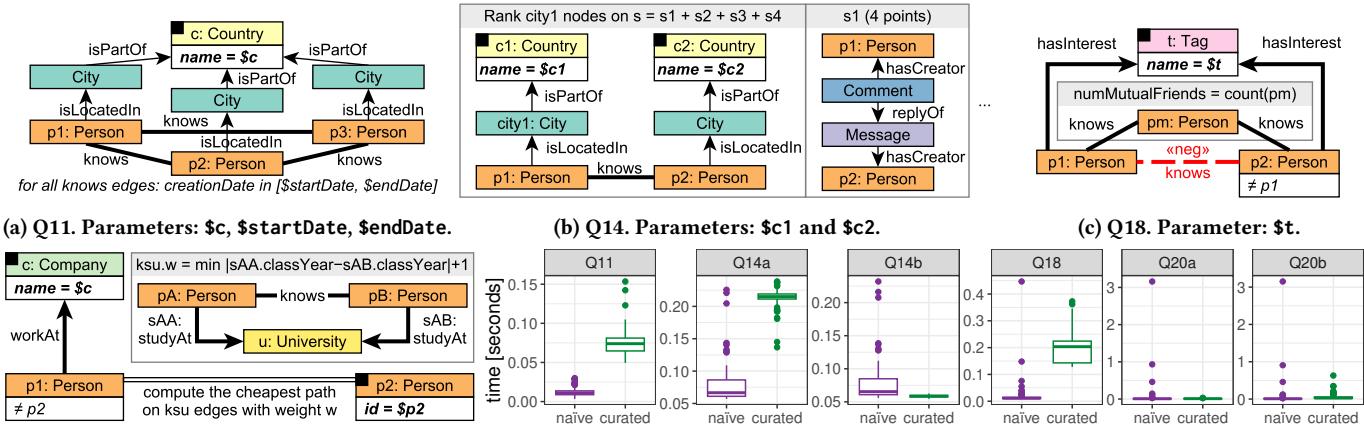 c: Country
name = $c
isPartOf
isPartOf
City
isPartOf
City
City
isLocatedIn
isLocatedIn
knows
p1: Person
isLocatedIn
p3: Person
knows
p2: Person
knows
for all knows edges: creationDate in [$startDate, $endDate]
(a) Q11. Parameters: $c, $startDate, $endDate.
Rank city1 nodes on s = s1 + s2 + s3 + s4
c1: Country
name = $c1
c2: Country
name = $c2
isPartOf
isPartOf
city1: City
City
isLocatedIn
isLocatedIn
p1: Person
knows
p2: Person
s1 (4 points)
p1: Person
hasCreator
Comment
replyOf
Message
hasCreator
p2: Person
...
(b) Q14. Parameters: $c1 and $c2.
hasInterest
t: Tag
name = $t
hasInterest
numMutualFriends = count(pm)
knows
pm: Person
knows
p1: Person
«neg»
knows
p2: Person
≠ p1
(c) Q18. Parameter: $t.
c: Company
name = $c
workAt
ksu.w = min |sAA.classYear−sAB.classYear|+1
pA: Person
knows
pB: Person
sAA:
studyAt
u: University
sAB:
studyAt
p1: Person
≠ p2
compute the cheapest path
on ksu edges with weight w
p2: Person
id = $p2
time [seconds]
Q11
0.15
0.10
0.05
0.00
naïve curated
Q14a
0.20
0.15
0.10
0.05
naïve curated
Q14b
0.20
0.15
0.10
0.05
naïve curated
Q18
0.4
0.3
0.2
0.1
0.0
naïve curated
Q20a
3
2
1
0
naïve curated
Q20b
3
2
1
0
naïve curated